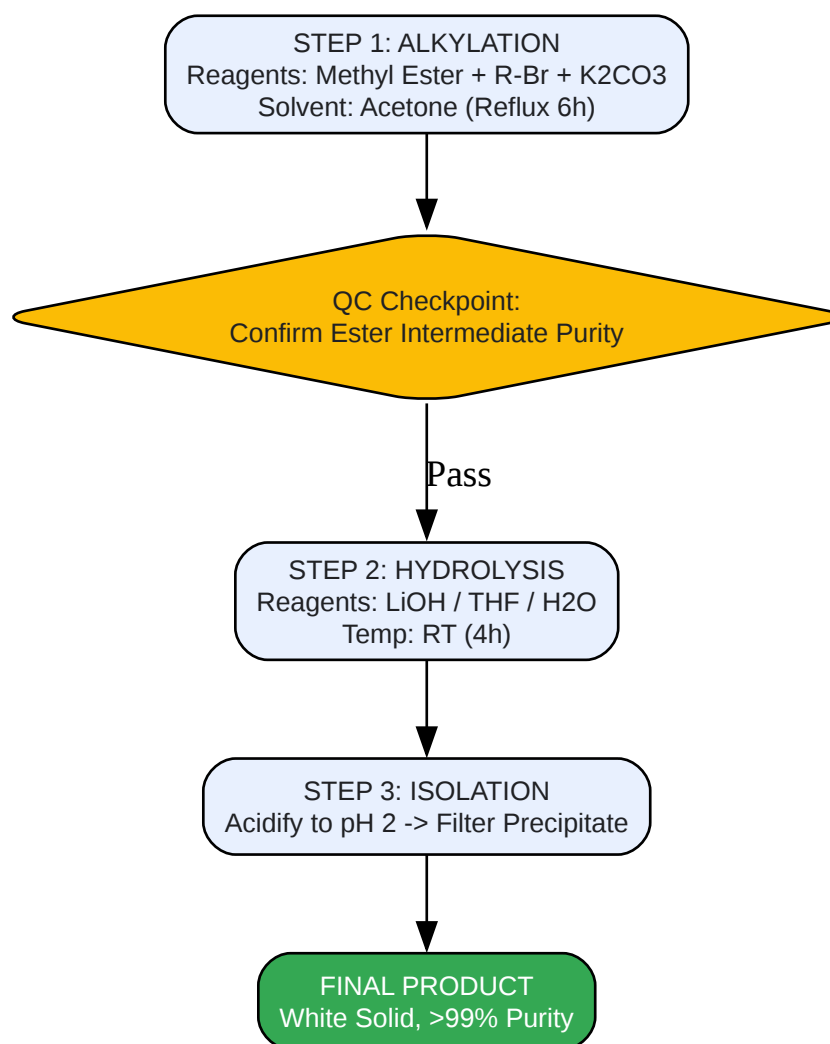 STEP 1: ALKYLATION
Reagents: Methyl Ester + R-Br + K2CO3
Solvent: Acetone (Reflux 6h)
QC Checkpoint:
Confirm Ester Intermediate Purity
Pass
STEP 2: HYDROLYSIS
Reagents: LiOH / THF / H2O
Temp: RT (4h)
STEP 3: ISOLATION
Acidify to pH 2 -> Filter Precipitate
FINAL PRODUCT
White Solid, >99% Purity